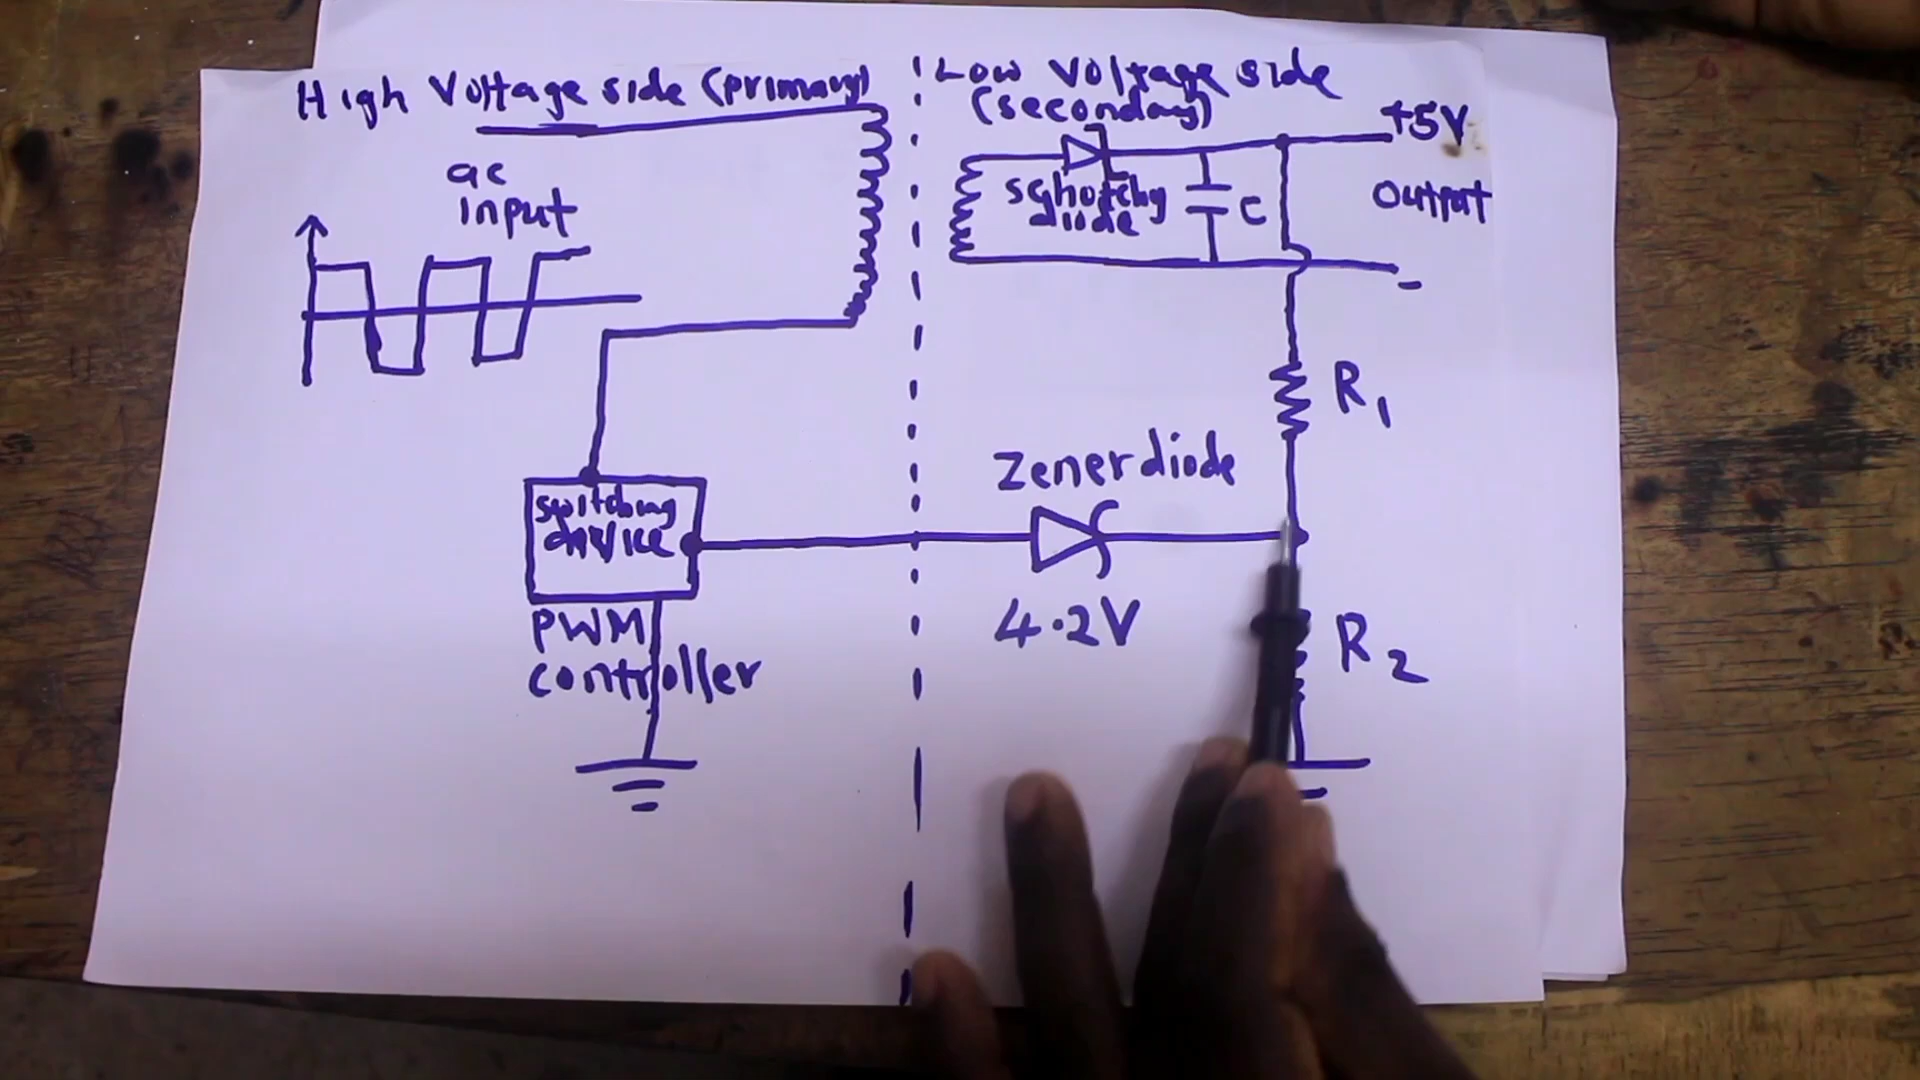 High Voltage side (primary)
Low Voltage side
(secondary)
+5V
ac
input
Schottky
diode
C
output
-
R1
Zener diode
switching
device
4.2V
PWM
controller
R2